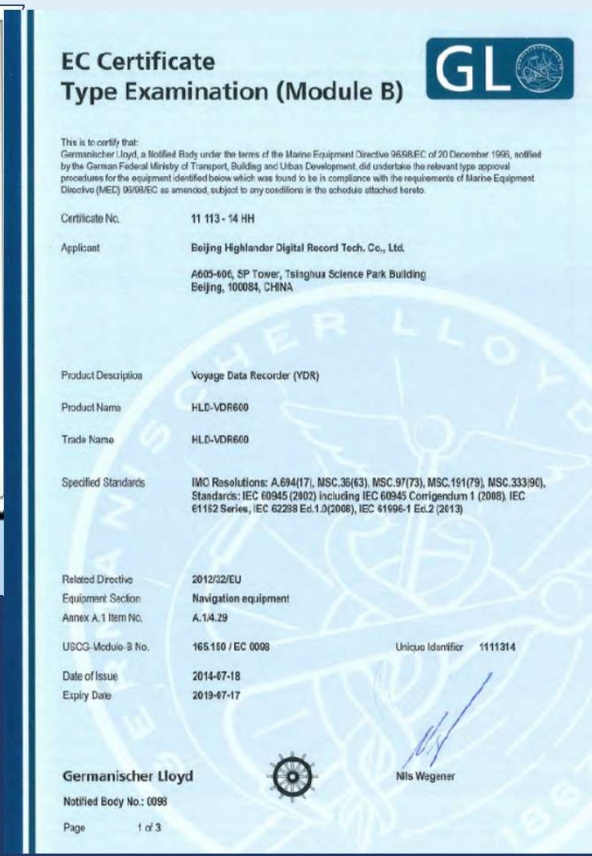 EC Certificate
Type Examination (Module B)
GL
This is to certify that:
Germanischer Lloyd, a Notified Body under the terms of the Marine Equipment Directive 96/98/EC of 20 December 1996, notified
by the German Federal Ministry of Transport, Building and Urban Development, did undertake the relevant type approval
procedures for the equipment identified below which was found to be in compliance with the requirements of Marine Equipment
Directive (MED) 96/98/EC as amended, subject to any conditions in the schedule attached hereto.
Certificate No. 11 113 - 14 HH
Applicant Beijing Highlander Digital Record Tech. Co., Ltd.
A605-606, SP Tower, Tsinghua Science Park Building
Beijing, 100084, CHINA
Product Description Voyage Data Recorder (VDR)
Product Name HLD-VDR600
Trade Name HLD-VDR600
Specified Standards IMO Resolutions: A.694(17), MSC.36(63), MSC.97(73), MSC.191(79), MSC.333(90),
Standards: IEC 60945 (2002) including IEC 60945 Corrigendum 1 (2008), IEC
61162 Series, IEC 62288 Ed.1.0(2008), IEC 61996-1 Ed.2 (2013)
Related Directive 2012/32/EU
Equipment Section Navigation equipment
Annex A.1 Item No. A.1/4.29
USCG-Module-B No. 165.160 / EC 0098 Unique Identifier 1111314
Date of Issue 2014-07-18
Expiry Date 2019-07-17
Germanischer Lloyd Nils Wegener
Notified Body No.: 0098
Page 1 of 3